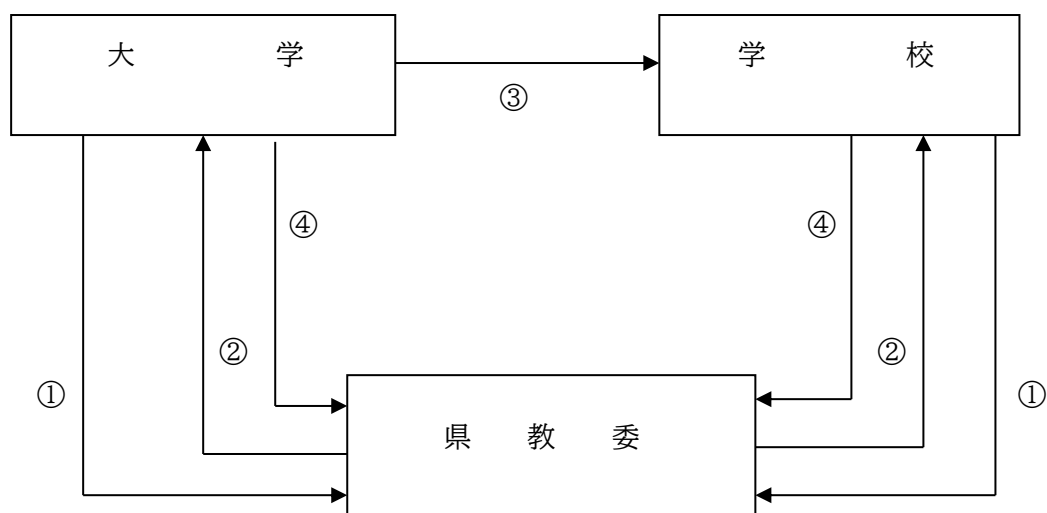 大　学
学　校
③
④
④
②
②
①
①
県　教　委